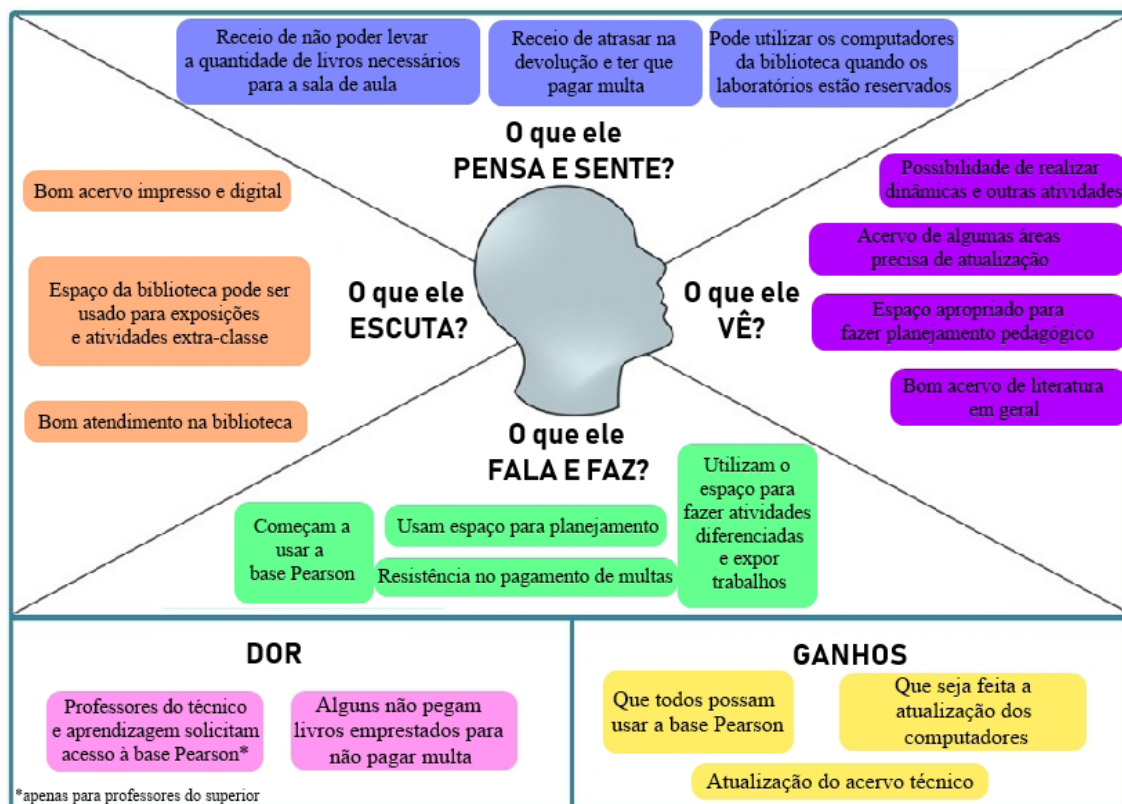 Receio de não poder levar
a quantidade de livros necessários
para a sala de aula
Receio de atrasar na
devolução e ter que
pagar multa
Pode utilizar os computadores
da biblioteca quando os
laboratórios estão reservados
O que ele
PENSA E SENTE?
Bom acervo impresso e digital
Espaço da biblioteca pode ser
usado para exposições
e atividades extra-classe
Bom atendimento na biblioteca
O que ele
ESCUTA?
O que ele
VÊ?
Possibilidade de realizar
dinâmicas e outras atividades
Acervo de algumas áreas
precisa de atualização
Espaço apropriado para
fazer planejamento pedagógico
Bom acervo de literatura
em geral
O que ele
FALA E FAZ?
Começam a
usar a
base Pearson
Usam espaço para planejamento
Resistência no pagamento de multas
Utilizam o
espaço para
fazer atividades
diferenciadas
e expor
trabalhos
DOR
Professores do técnico
e aprendizagem solicitam
acesso à base Pearson*
Alguns não pegam
livros emprestados para
não pagar multa
*apenas para professores do superior
GANHOS
Que todos possam
usar a base Pearson
Que seja feita a
atualização dos
computadores
Atualização do acervo técnico